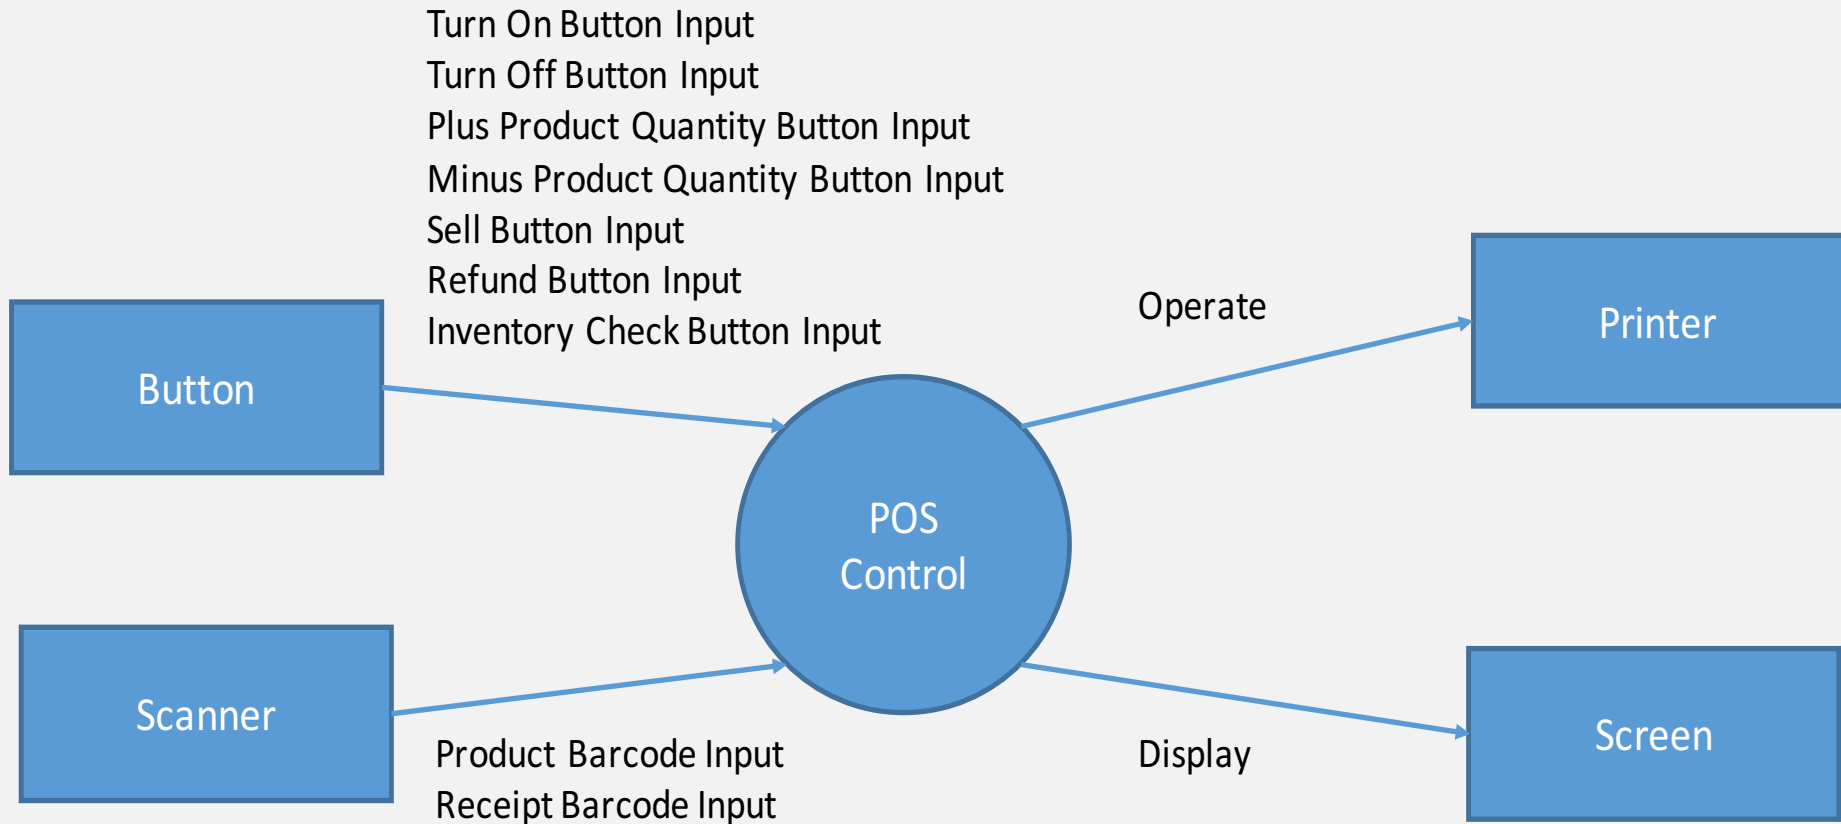 Turn On Button Input
Turn Off Button Input
Plus Product Quantity Button Input
Minus Product Quantity Button Input
Sell Button Input
Refund Button Input
Inventory Check Button Input
Button
Operate
Printer
POS
Control
Scanner
Product Barcode Input
Receipt Barcode Input
Display
Screen